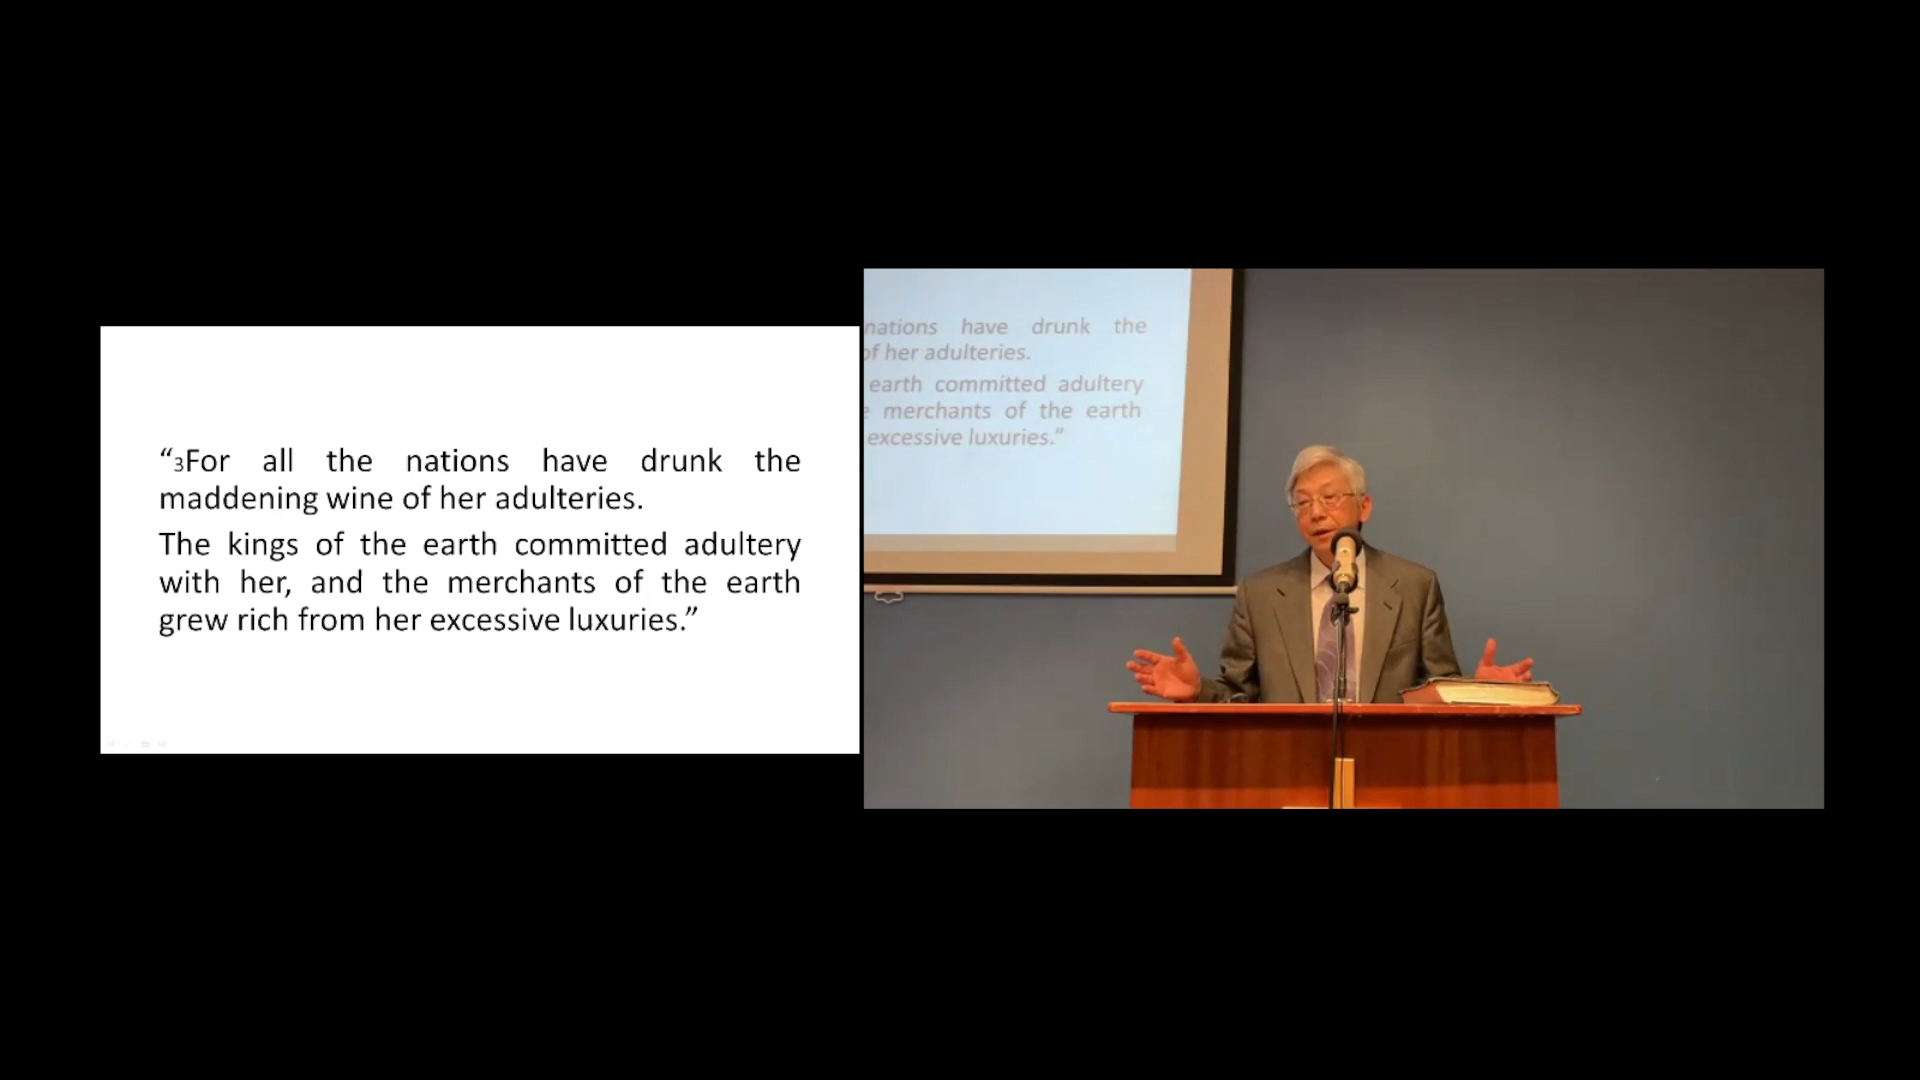 “3For all the nations have drunk the
maddening wine of her adulteries.
The kings of the earth committed adultery
with her, and the merchants of the earth
grew rich from her excessive luxuries.”
nations have drunk the
of her adulteries.
earth committed adultery
merchants of the earth
excessive luxuries.”